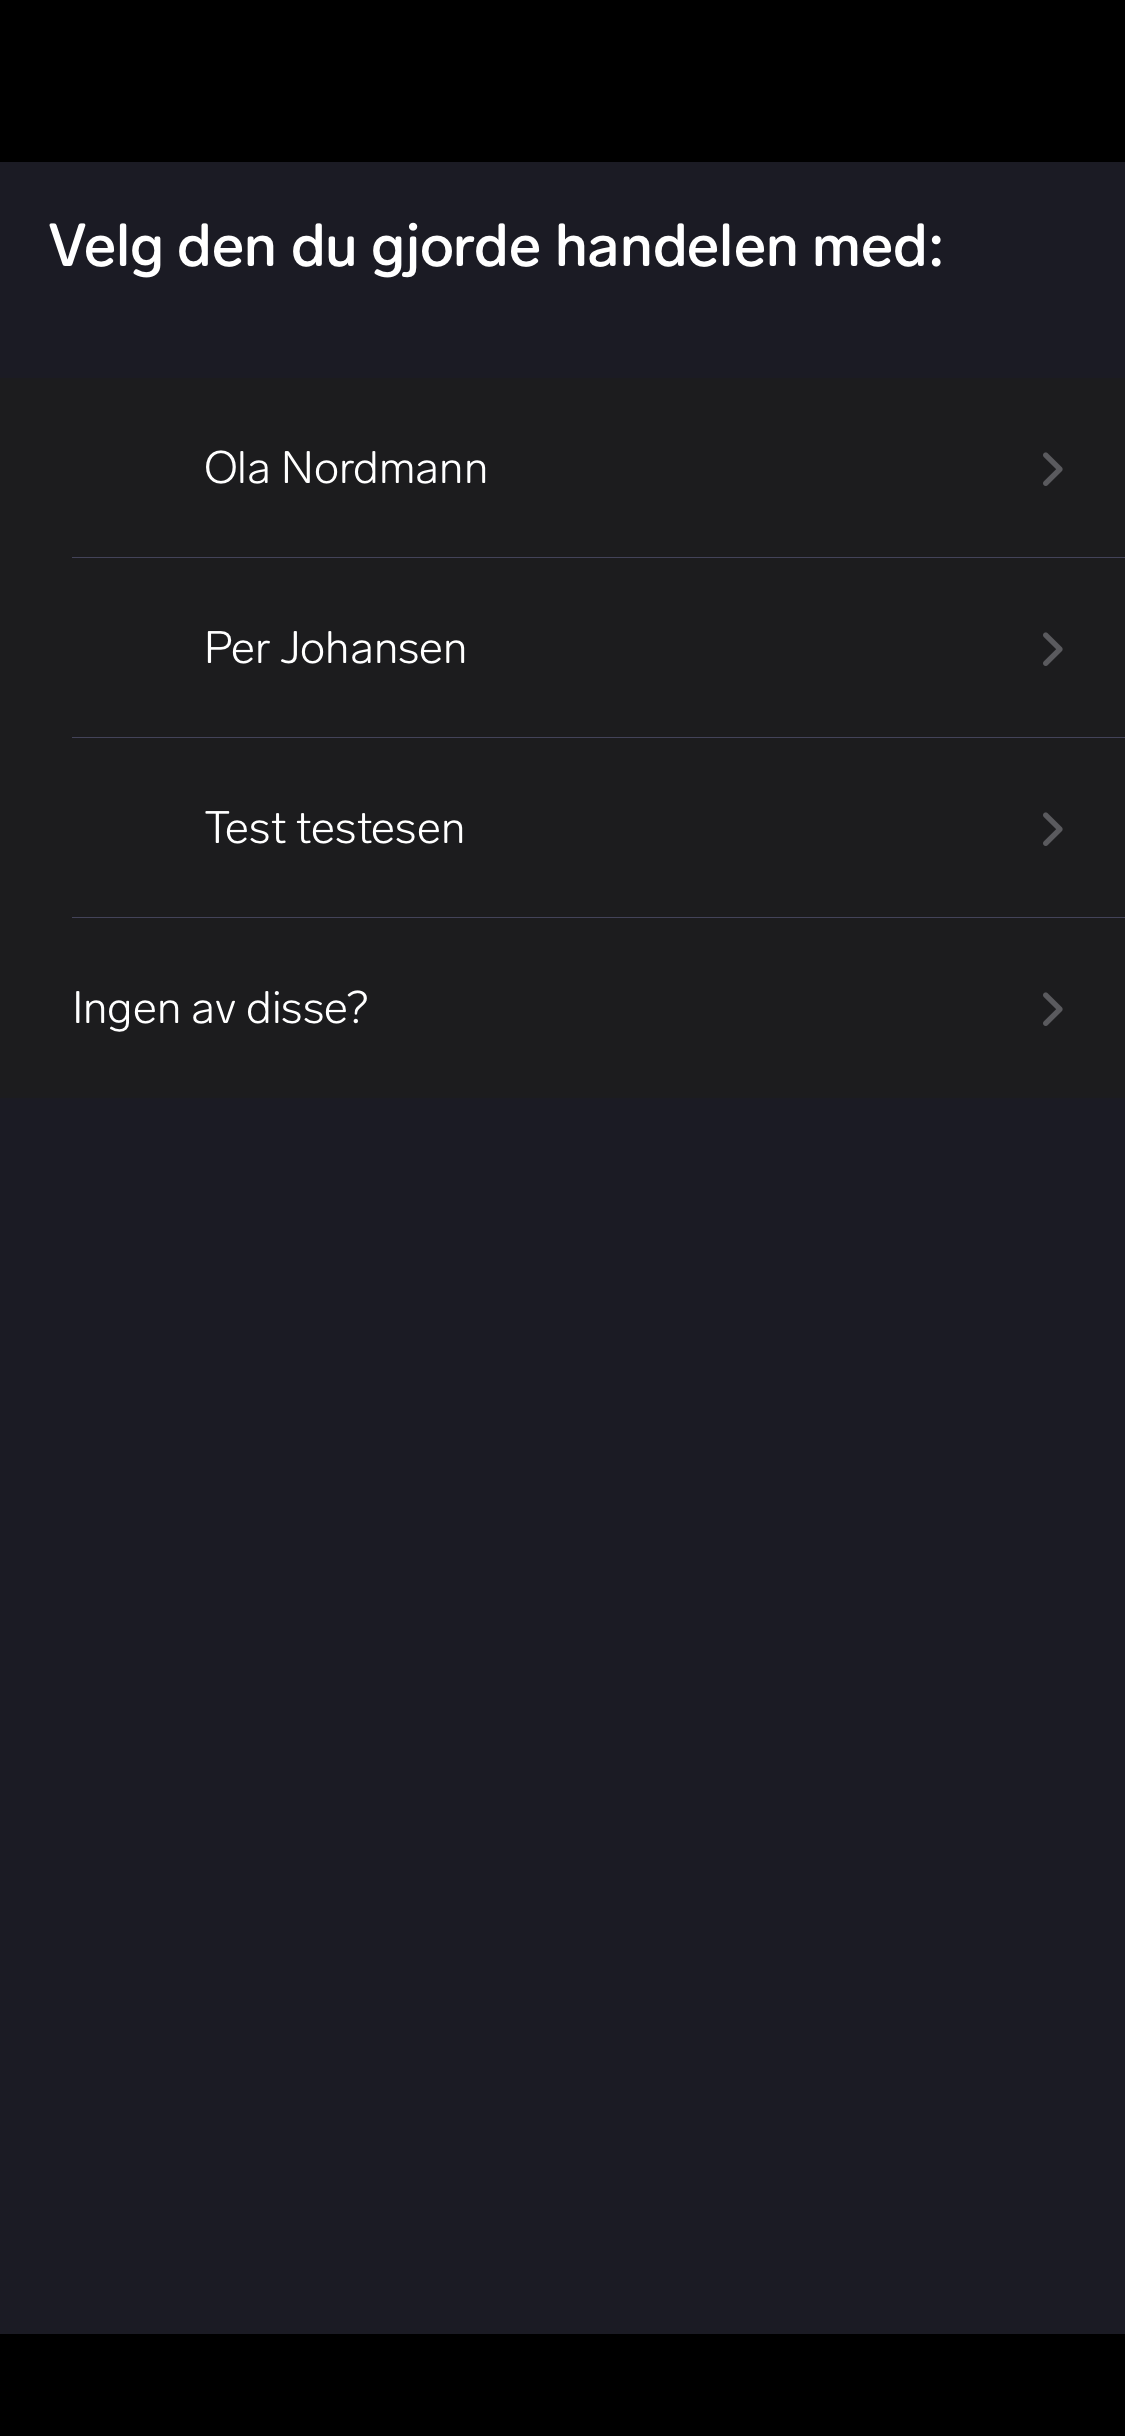 Velg den du gjorde handelen med:
Ola Nordmann
Per Johansen
Test testesen
Ingen av disse?